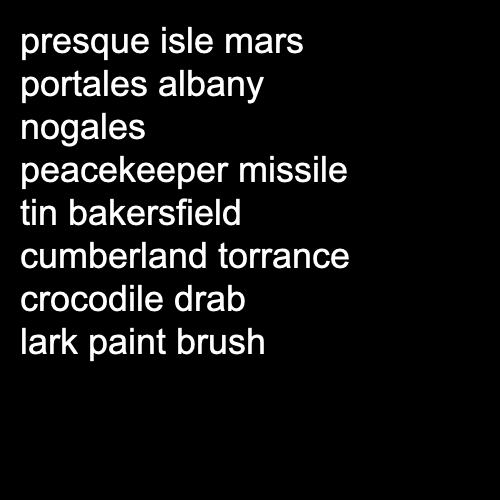 presque isle mars
portales albany
nogales
peacekeeper missile
tin bakersfield
cumberland torrance
crocodile drab
lark paint brush